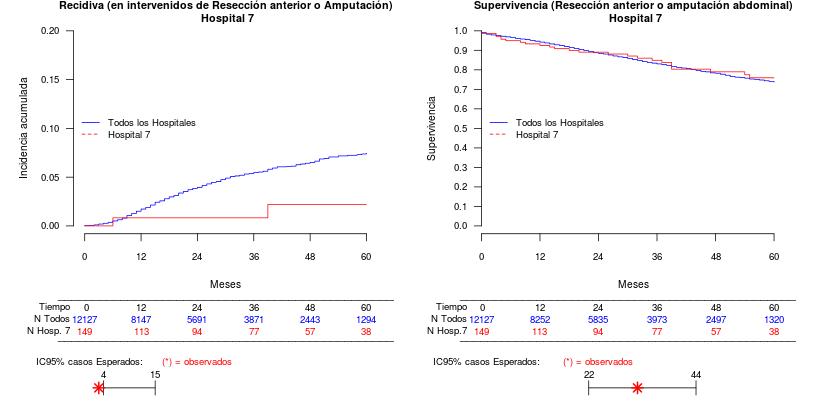 Recidiva (en intervenidos de Resección anterior o Amputación)
Hospital 7
0.20
0.15
0.10
0.05
0.00
Incidencia acumulada
Todos los Hospitales
Hospital 7
0 12 24 36 48 60
Meses
Tiempo 0 12 24 36 48 60
N Todos 12127 8147 5691 3871 2443 1294
N Hosp. 7 149 113 94 77 57 38
IC95% casos Esperados: (*) = observados
4 15
Supervivencia (Resección anterior o amputación abdominal)
Hospital 7
1.0
0.9
0.8
0.7
0.6
0.5
0.4
0.3
0.2
0.1
0.0
Supervivencia
Todos los Hospitales
Hospital 7
0 12 24 36 48 60
Meses
Tiempo 0 12 24 36 48 60
N Todos 12127 8252 5835 3973 2497 1320
N Hosp.7 149 113 94 77 57 38
IC95% casos Esperados: (*) = observados
22 44